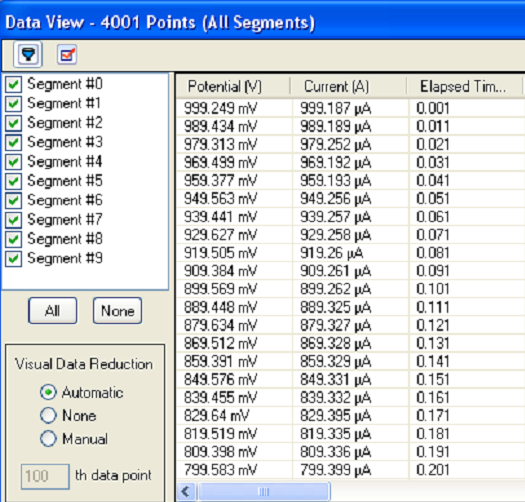 Data View - 4001 Points (All Segments)
Segment #0
Segment #1
Segment #2
Segment #3
Segment #4
Segment #5
Segment #6
Segment #7
Segment #8
Segment #9
All None
Visual Data Reduction
Automatic
None
Manual
100 th data point
Potential (V) Current (A) Elapsed Tim...
999.249 mV 999.187 µA 0.001
989.434 mV 989.189 µA 0.011
979.313 mV 979.252 µA 0.021
969.499 mV 969.192 µA 0.031
959.377 mV 959.193 µA 0.041
949.563 mV 949.256 µA 0.051
939.441 mV 939.257 µA 0.061
929.627 mV 929.258 µA 0.071
919.505 mV 919.26 µA 0.081
909.384 mV 909.261 µA 0.091
899.569 mV 899.262 µA 0.101
889.448 mV 889.325 µA 0.111
879.634 mV 879.327 µA 0.121
869.512 mV 869.328 µA 0.131
859.391 mV 859.329 µA 0.141
849.576 mV 849.331 µA 0.151
839.455 mV 839.332 µA 0.161
829.64 mV 829.395 µA 0.171
819.519 mV 819.335 µA 0.181
809.398 mV 809.336 µA 0.191
799.583 mV 799.399 µA 0.201